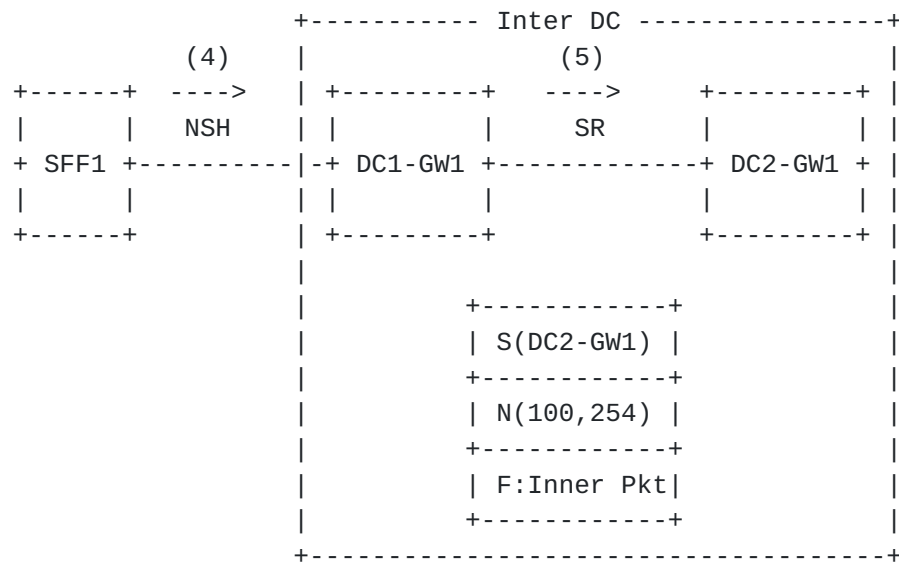 Inter DC
(4) (5)
----> ---->
NSH SR
SFF1 DC1-GW1 DC2-GW1
S(DC2-GW1)
N(100,254)
F:Inner Pkt